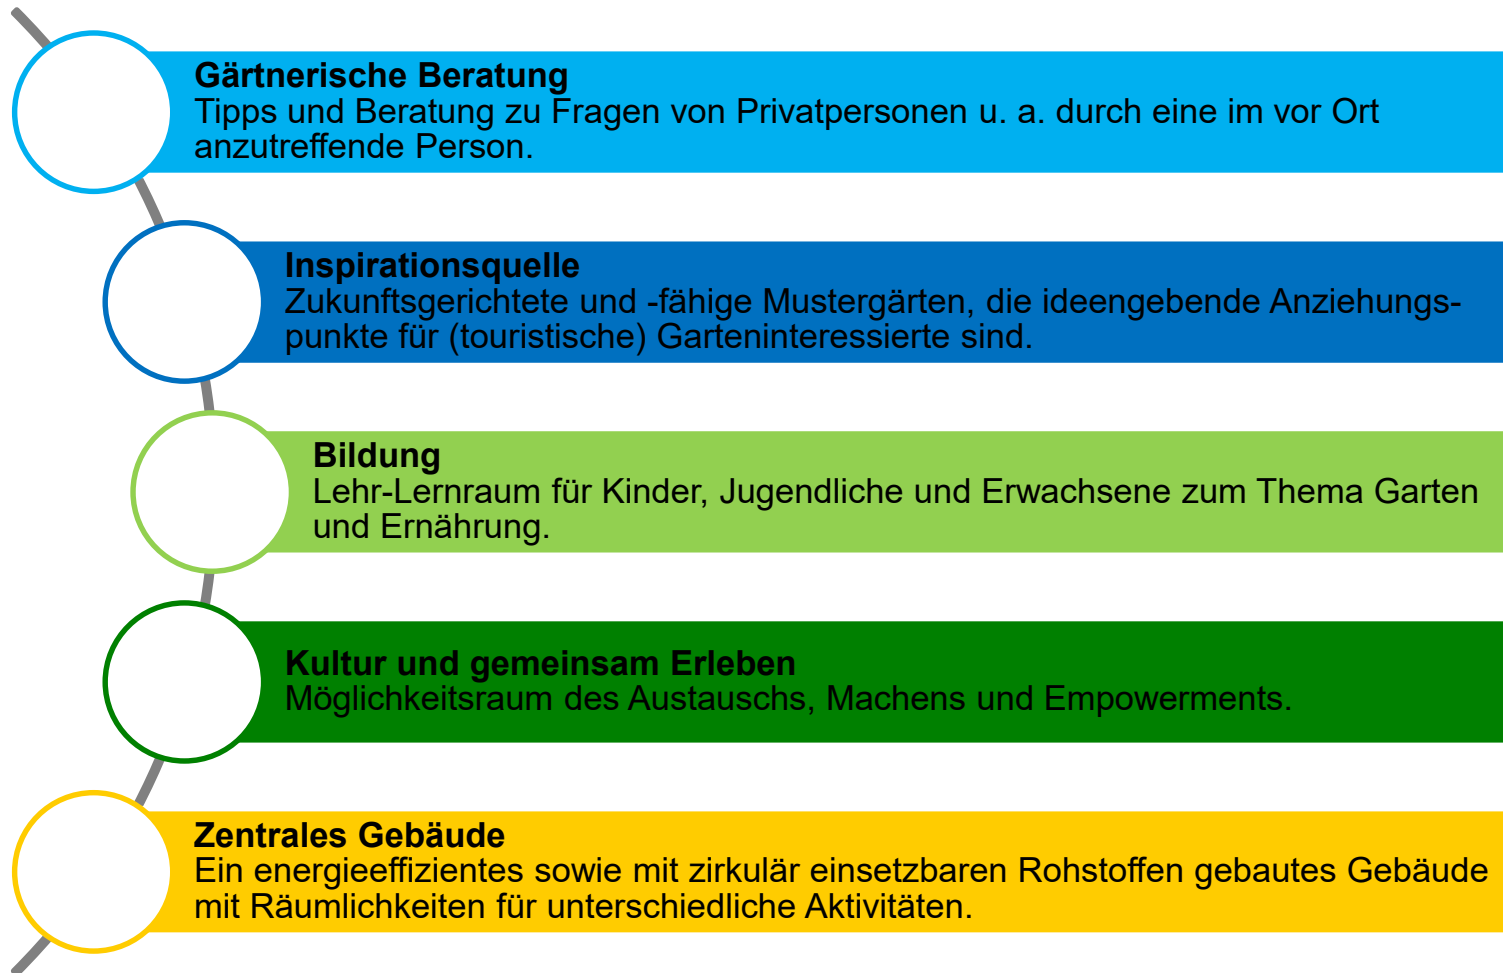 Gärtnerische Beratung
Tipps und Beratung zu Fragen von Privatpersonen u. a. durch eine im vor Ort
anzutreffende Person.
Inspirationsquelle
Zukunftsgerichtete und -fähige Mustergärten, die ideengebende Anziehungs-
punkte für (touristische) Garteninteressierte sind.
Bildung
Lehr-Lernraum für Kinder, Jugendliche und Erwachsene zum Thema Garten
und Ernährung.
Kultur und gemeinsam Erleben
Möglichkeitsraum des Austauschs, Machens und Empowerments.
Zentrales Gebäude
Ein energieeffizientes sowie mit zirkulär einsetzbaren Rohstoffen gebautes Gebäude
mit Räumlichkeiten für unterschiedliche Aktivitäten.